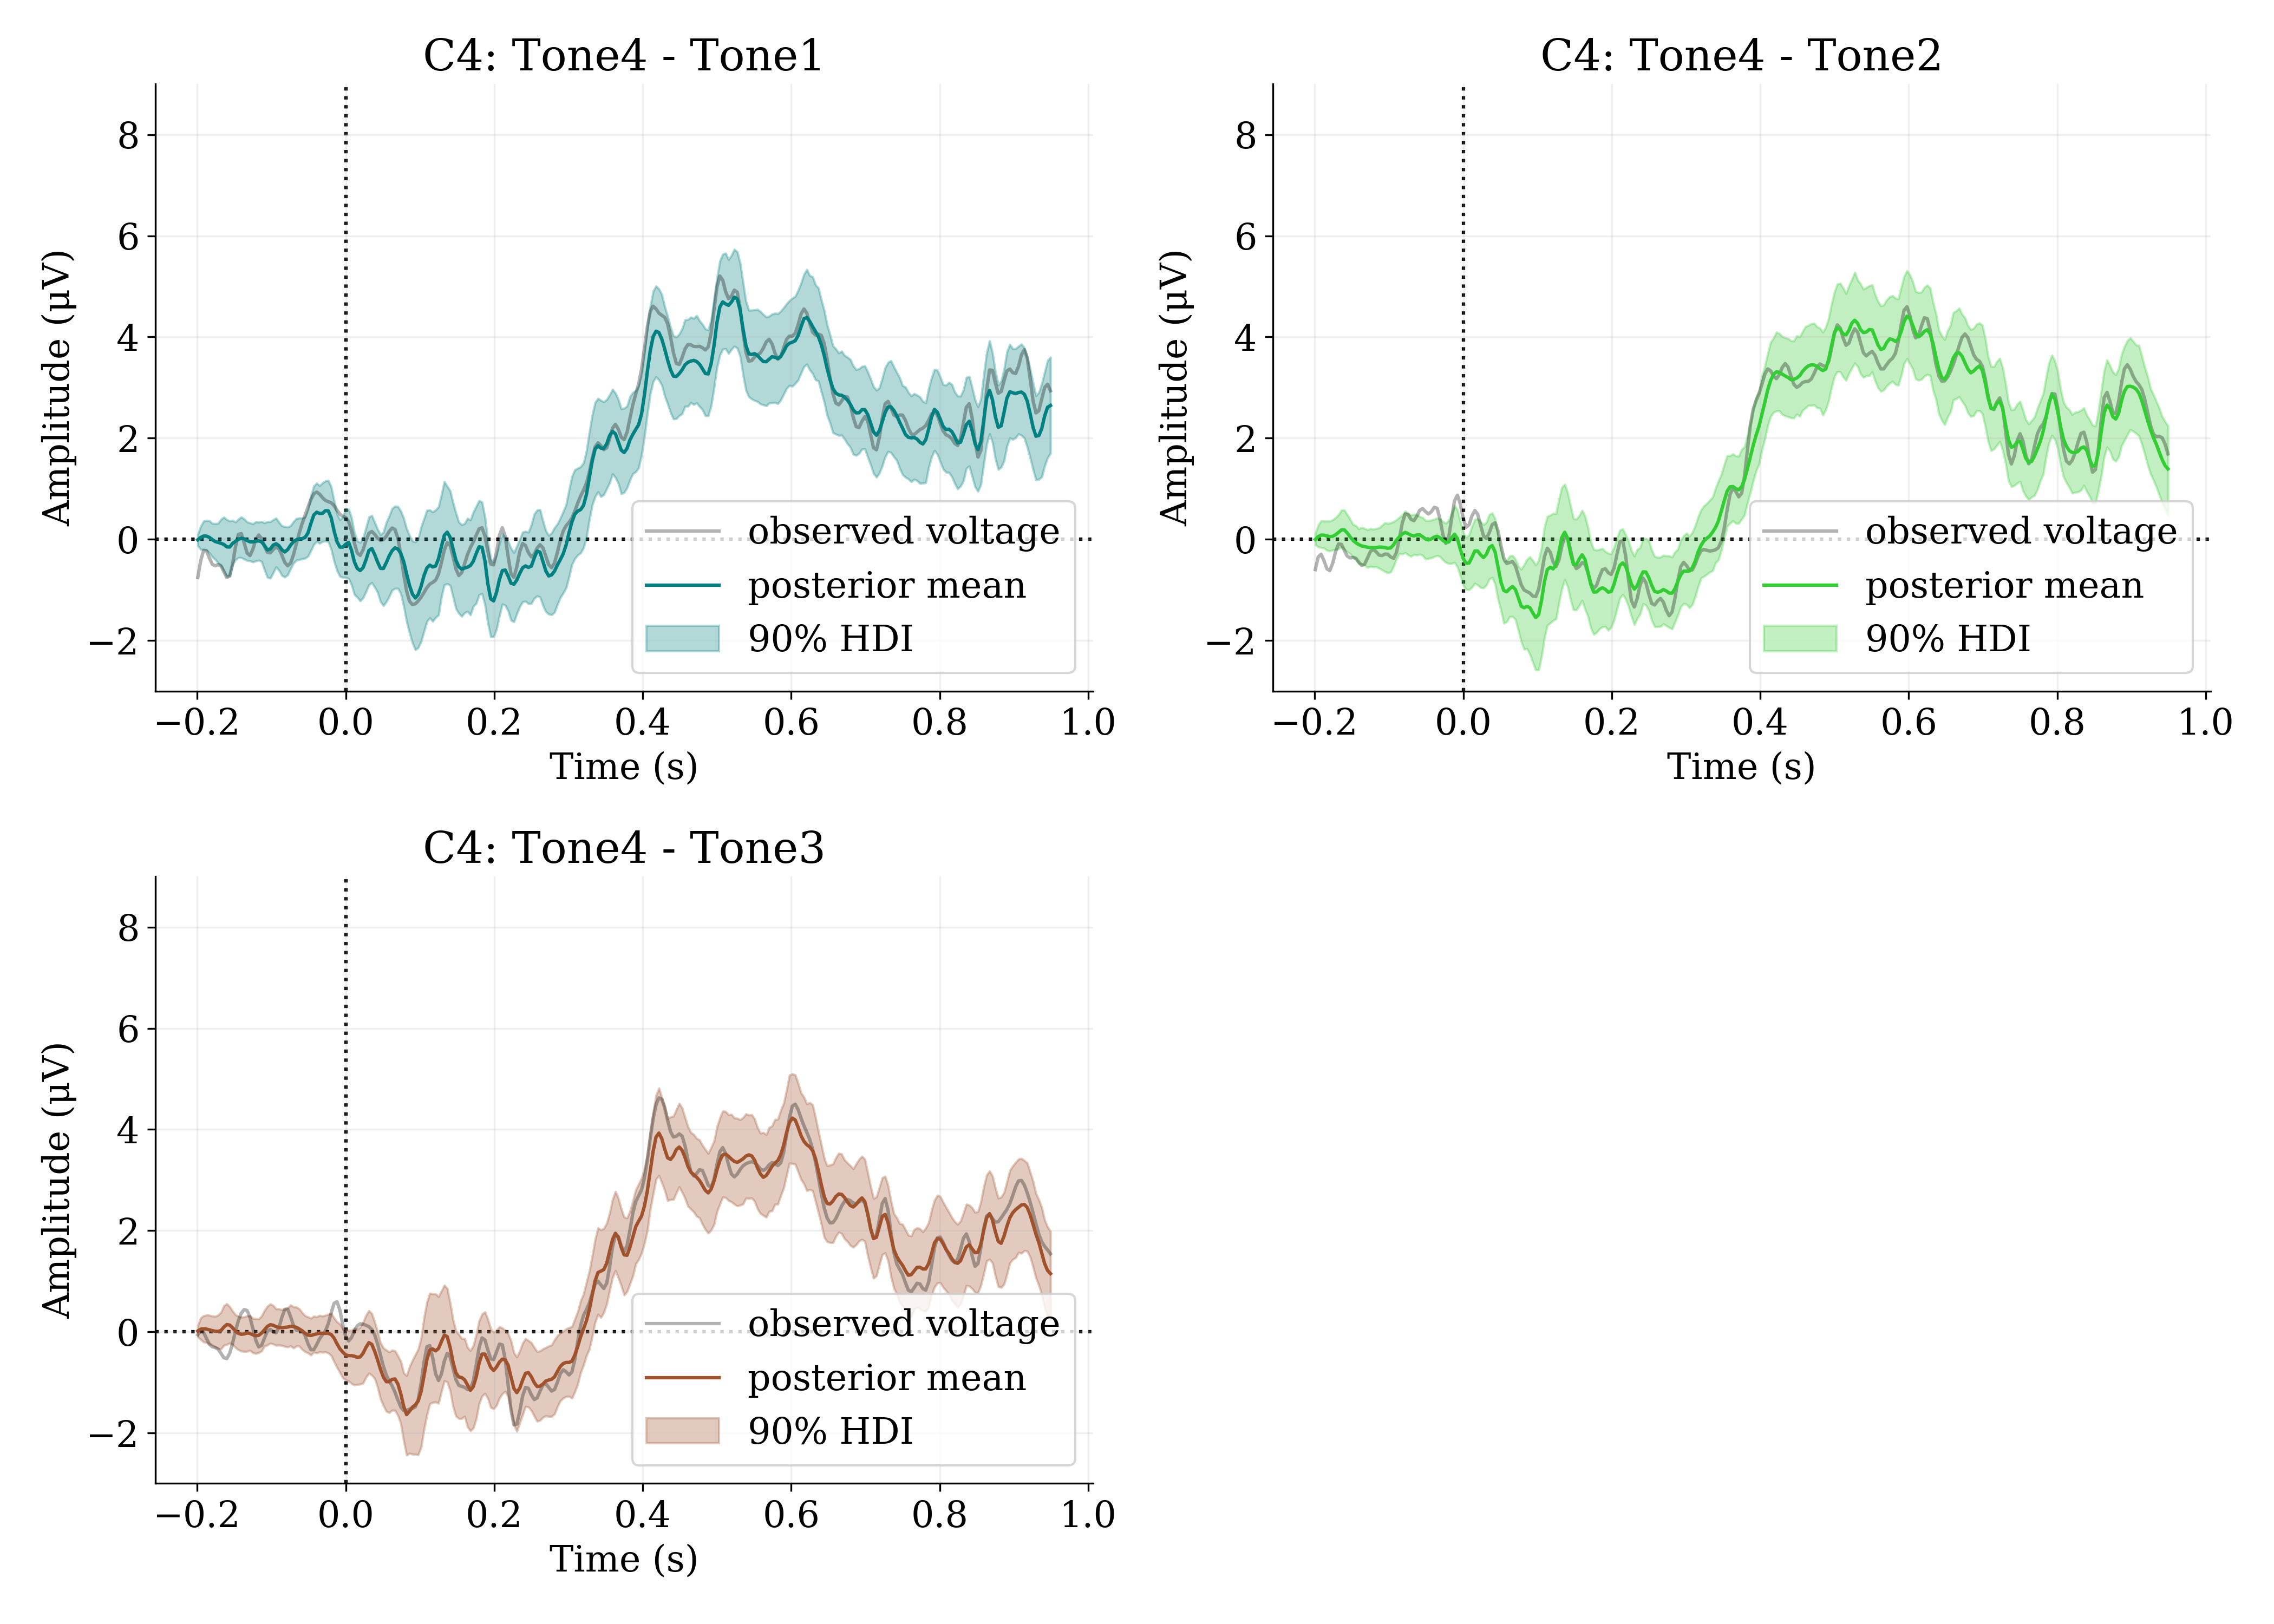 C4: Tone4 - Tone1
Amplitude (μV)
8
6
4
2
0
−2
observed voltage
posterior mean
90% HDI
−0.2 0.0 0.2 0.4 0.6 0.8 1.0
Time (s)
C4: Tone4 - Tone2
Amplitude (μV)
8
6
4
2
0
−2
observed voltage
posterior mean
90% HDI
−0.2 0.0 0.2 0.4 0.6 0.8 1.0
Time (s)
C4: Tone4 - Tone3
Amplitude (μV)
8
6
4
2
0
−2
observed voltage
posterior mean
90% HDI
−0.2 0.0 0.2 0.4 0.6 0.8 1.0
Time (s)